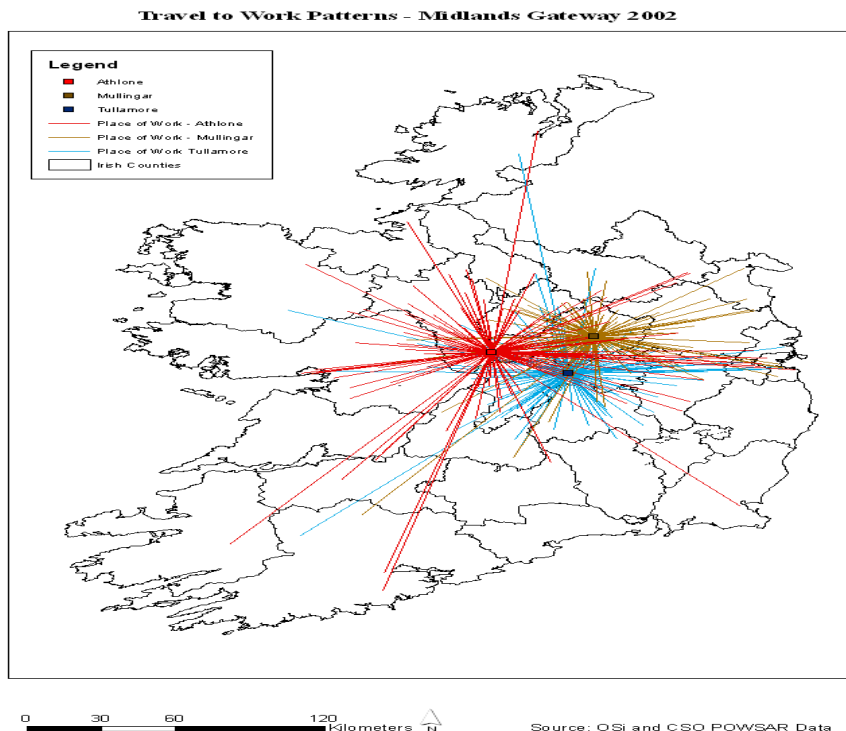 Travel to Work Patterns - Midlands Gateway 2002
Legend
Athlone
Mullingar
Tullamore
Place of Work - Athlone
Place of Work - Mullingar
Place of Work Tullamore
Irish Counties
0 30 60 120
Kilometers N Source: OSi and CSO POWSAR Data